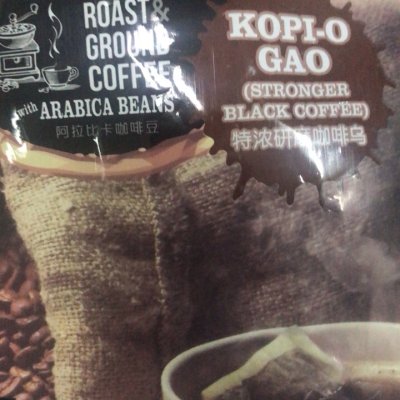 ROAST&
GROUND
COFFEE
with ARABICA BEANS
阿拉比卡咖啡豆
KOPI-O
GAO
(STRONGER
BLACK COFFEE)
特浓研磨咖啡乌